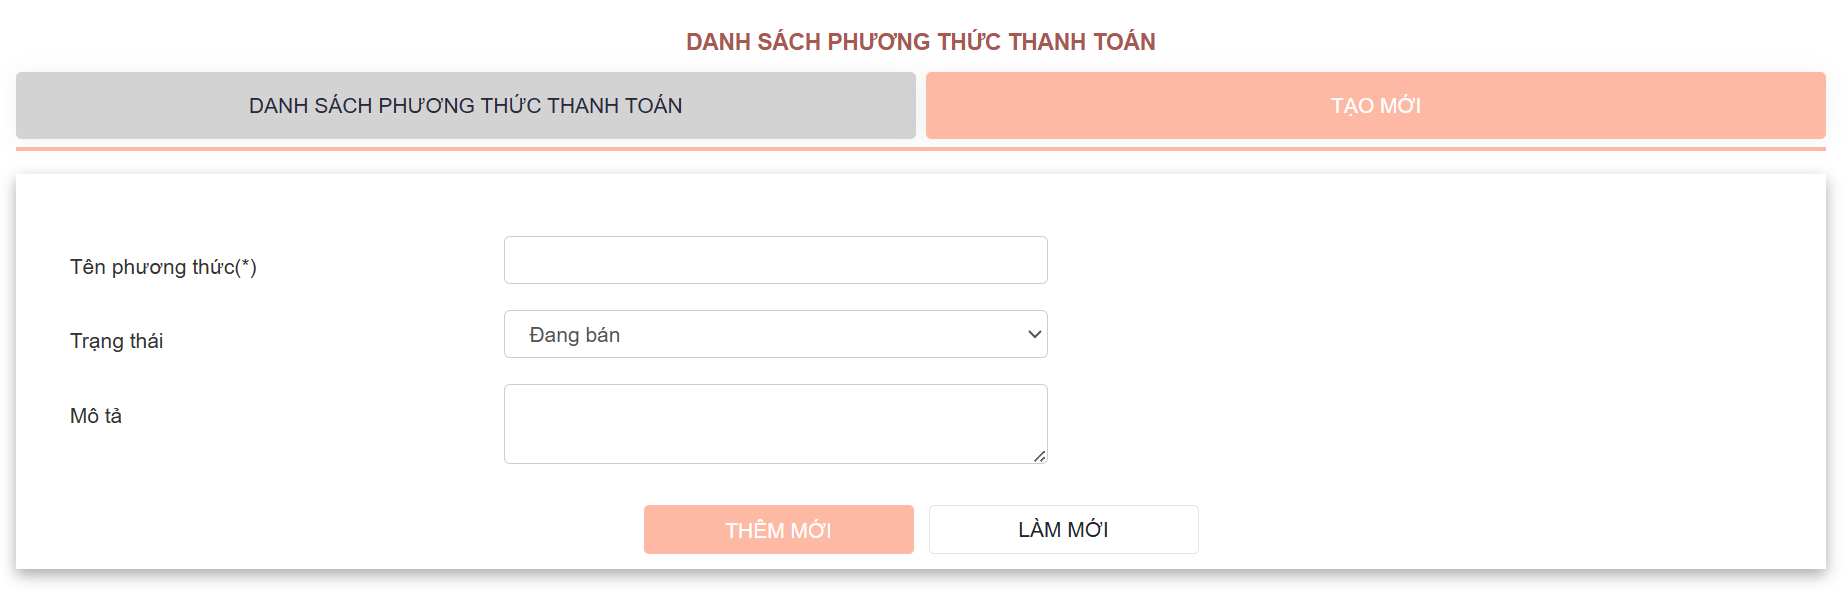 DANH SÁCH PHƯƠNG THỨC THANH TOÁN
DANH SÁCH PHƯƠNG THỨC THANH TOÁN
TẠO MỚI
Tên phương thức(*)
Trạng thái
Đang bán
Mô tả
THÊM MỚI
LÀM MỚI